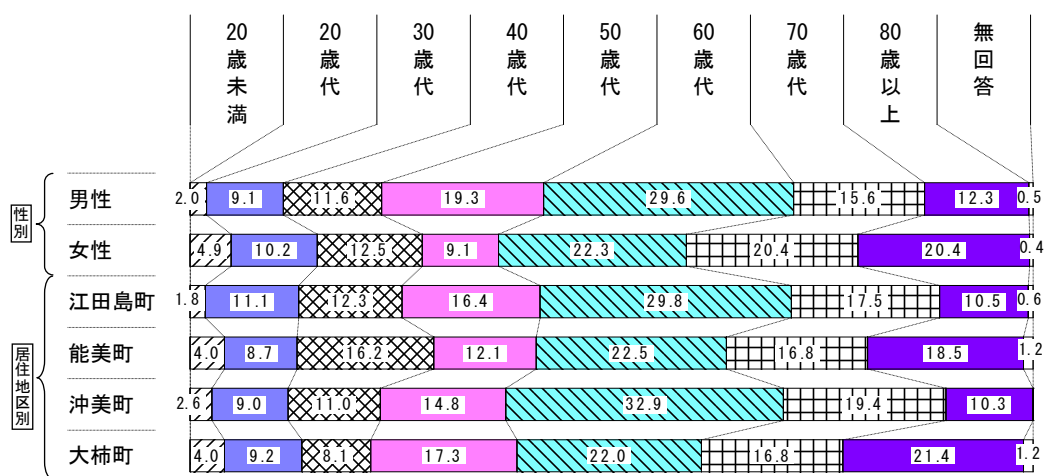 20歳未満 20歳代 30歳代 40歳代 50歳代 60歳代 70歳代 80歳以上 無回答
性別
男性 2.0 9.1 11.6 19.3 29.6 15.6 12.3 0.5
女性 4.9 10.2 12.5 9.1 22.3 20.4 20.4 0.4
居住地区別
江田島町 1.8 11.1 12.3 16.4 29.8 17.5 10.5 0.6
能美町 4.0 8.7 16.2 12.1 22.5 16.8 18.5 1.2
沖美町 2.6 9.0 11.0 14.8 32.9 19.4 10.3
大柿町 4.0 9.2 8.1 17.3 22.0 16.8 21.4 1.2